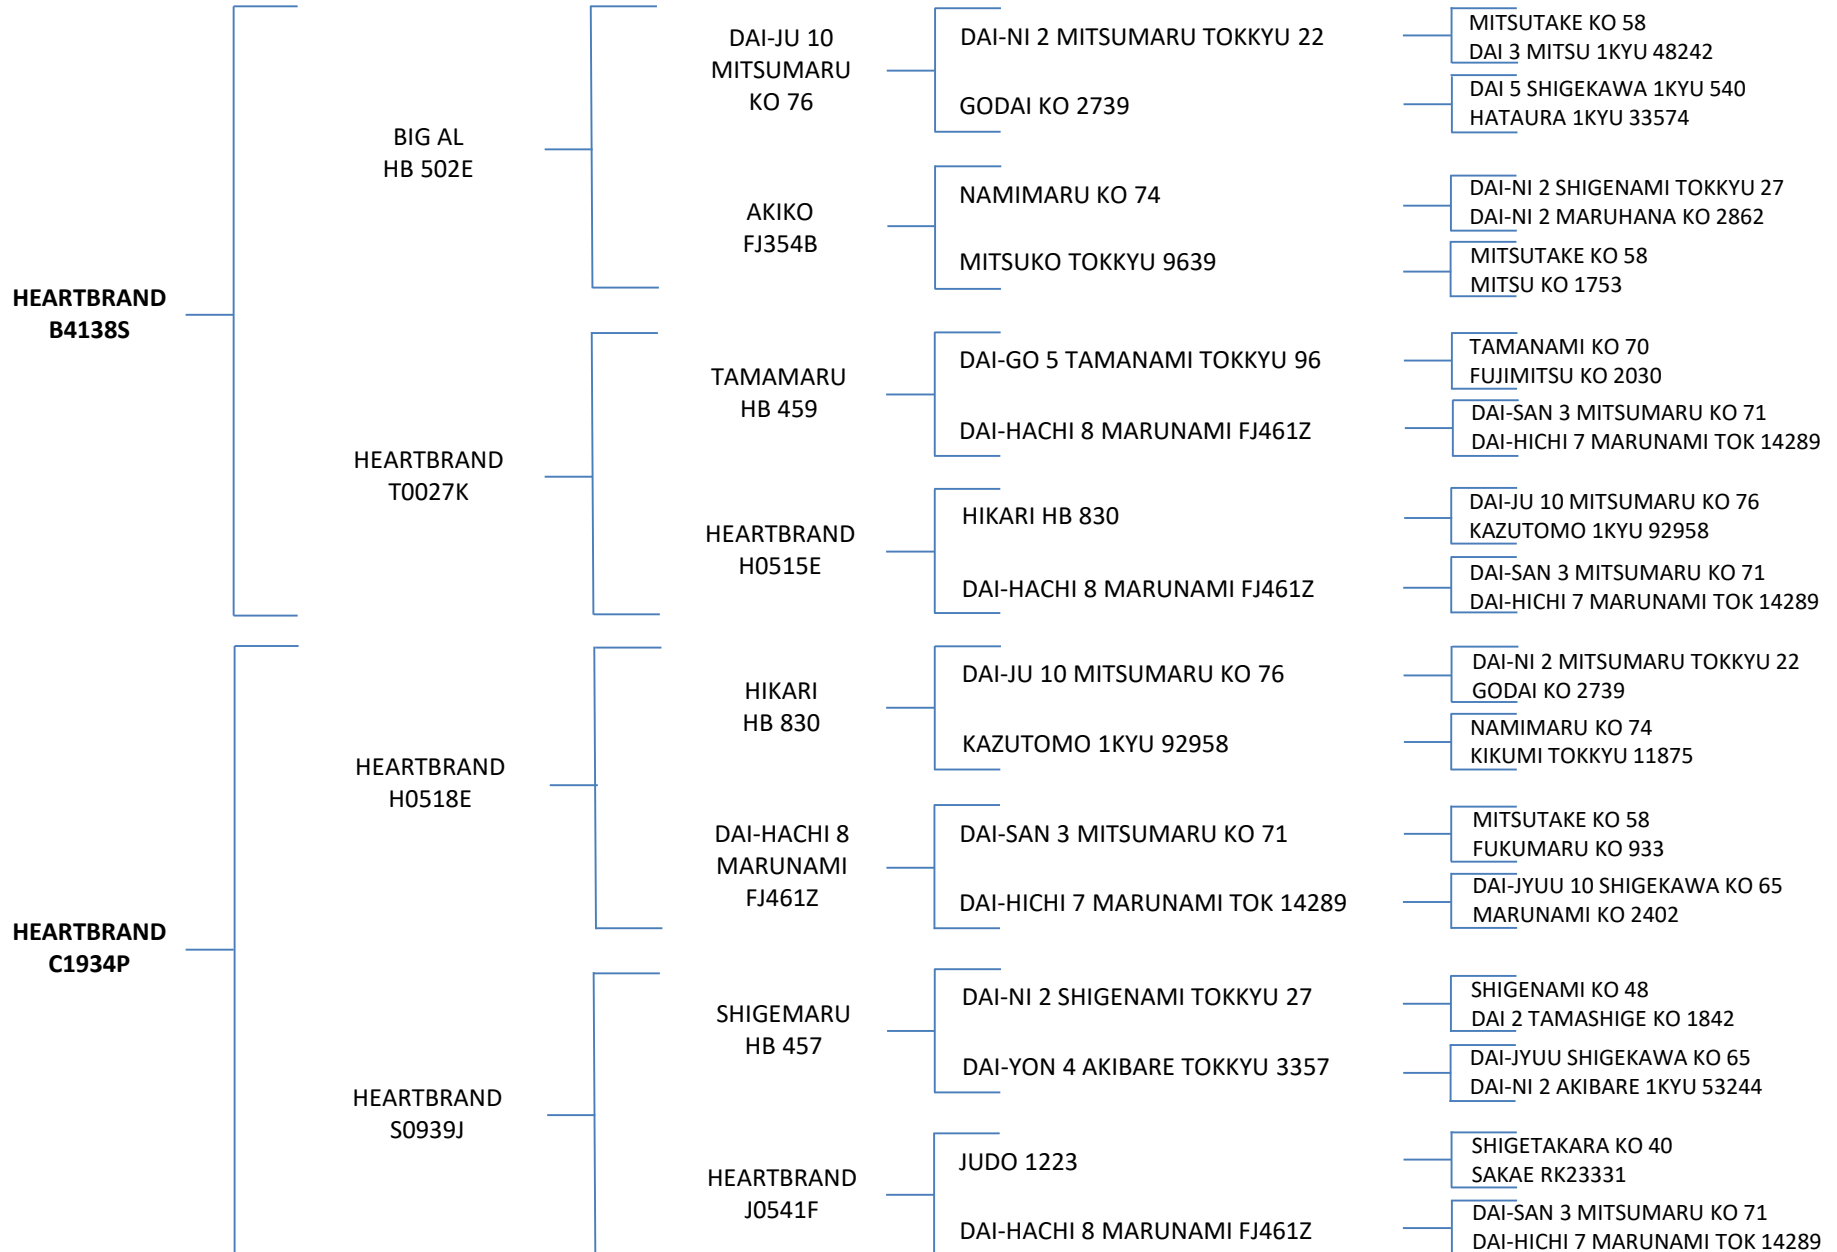 HEARTBRAND
B4138S
BIG AL
HB 502E
DAI-JU 10
MITSUMARU
KO 76
DAI-NI 2 MITSUMARU TOKKYU 22
MITSUTAKE KO 58
DAI 3 MITSU 1KYU 48242
GODAI KO 2739
DAI 5 SHIGEKAWA 1KYU 540
HATAURA 1KYU 33574
AKIKO
FJ354B
NAMIMARU KO 74
DAI-NI 2 SHIGENAMI TOKKYU 27
DAI-NI 2 MARUHANA KO 2862
MITSUKO TOKKYU 9639
MITSUTAKE KO 58
MITSU KO 1753
HEARTBRAND
T0027K
TAMAMARU
HB 459
DAI-GO 5 TAMANAMI TOKKYU 96
TAMANAMI KO 70
FUJIMITSU KO 2030
DAI-HACHI 8 MARUNAMI FJ461Z
DAI-SAN 3 MITSUMARU KO 71
DAI-HICHI 7 MARUNAMI TOK 14289
HEARTBRAND
H0515E
HIKARI HB 830
DAI-JU 10 MITSUMARU KO 76
KAZUTOMO 1KYU 92958
DAI-HACHI 8 MARUNAMI FJ461Z
DAI-SAN 3 MITSUMARU KO 71
DAI-HICHI 7 MARUNAMI TOK 14289
HEARTBRAND
C1934P
HEARTBRAND
H0518E
HIKARI
HB 830
DAI-JU 10 MITSUMARU KO 76
DAI-NI 2 MITSUMARU TOKKYU 22
GODAI KO 2739
KAZUTOMO 1KYU 92958
NAMIMARU KO 74
KIKUMI TOKKYU 11875
DAI-HACHI 8
MARUNAMI
FJ461Z
DAI-SAN 3 MITSUMARU KO 71
MITSUTAKE KO 58
FUKUMARU KO 933
DAI-HICHI 7 MARUNAMI TOK 14289
DAI-JYUU 10 SHIGEKAWA KO 65
MARUNAMI KO 2402
HEARTBRAND
S0939J
SHIGEMARU
HB 457
DAI-NI 2 SHIGENAMI TOKKYU 27
SHIGENAMI KO 48
DAI 2 TAMASHIGE KO 1842
DAI-YON 4 AKIBARE TOKKYU 3357
DAI-JYUU SHIGEKAWA KO 65
DAI-NI 2 AKIBARE 1KYU 53244
HEARTBRAND
J0541F
JUDO 1223
SHIGETAKARA KO 40
SAKAE RK23331
DAI-HACHI 8 MARUNAMI FJ461Z
DAI-SAN 3 MITSUMARU KO 71
DAI-HICHI 7 MARUNAMI TOK 14289